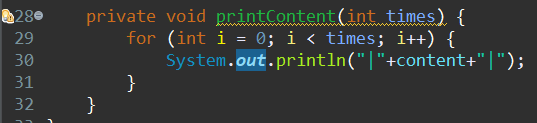 28 private void printContent(int times) {
29 for (int i = 0; i < times; i++) {
30 System.out.println("|"+content+"|");
31 }
32 }